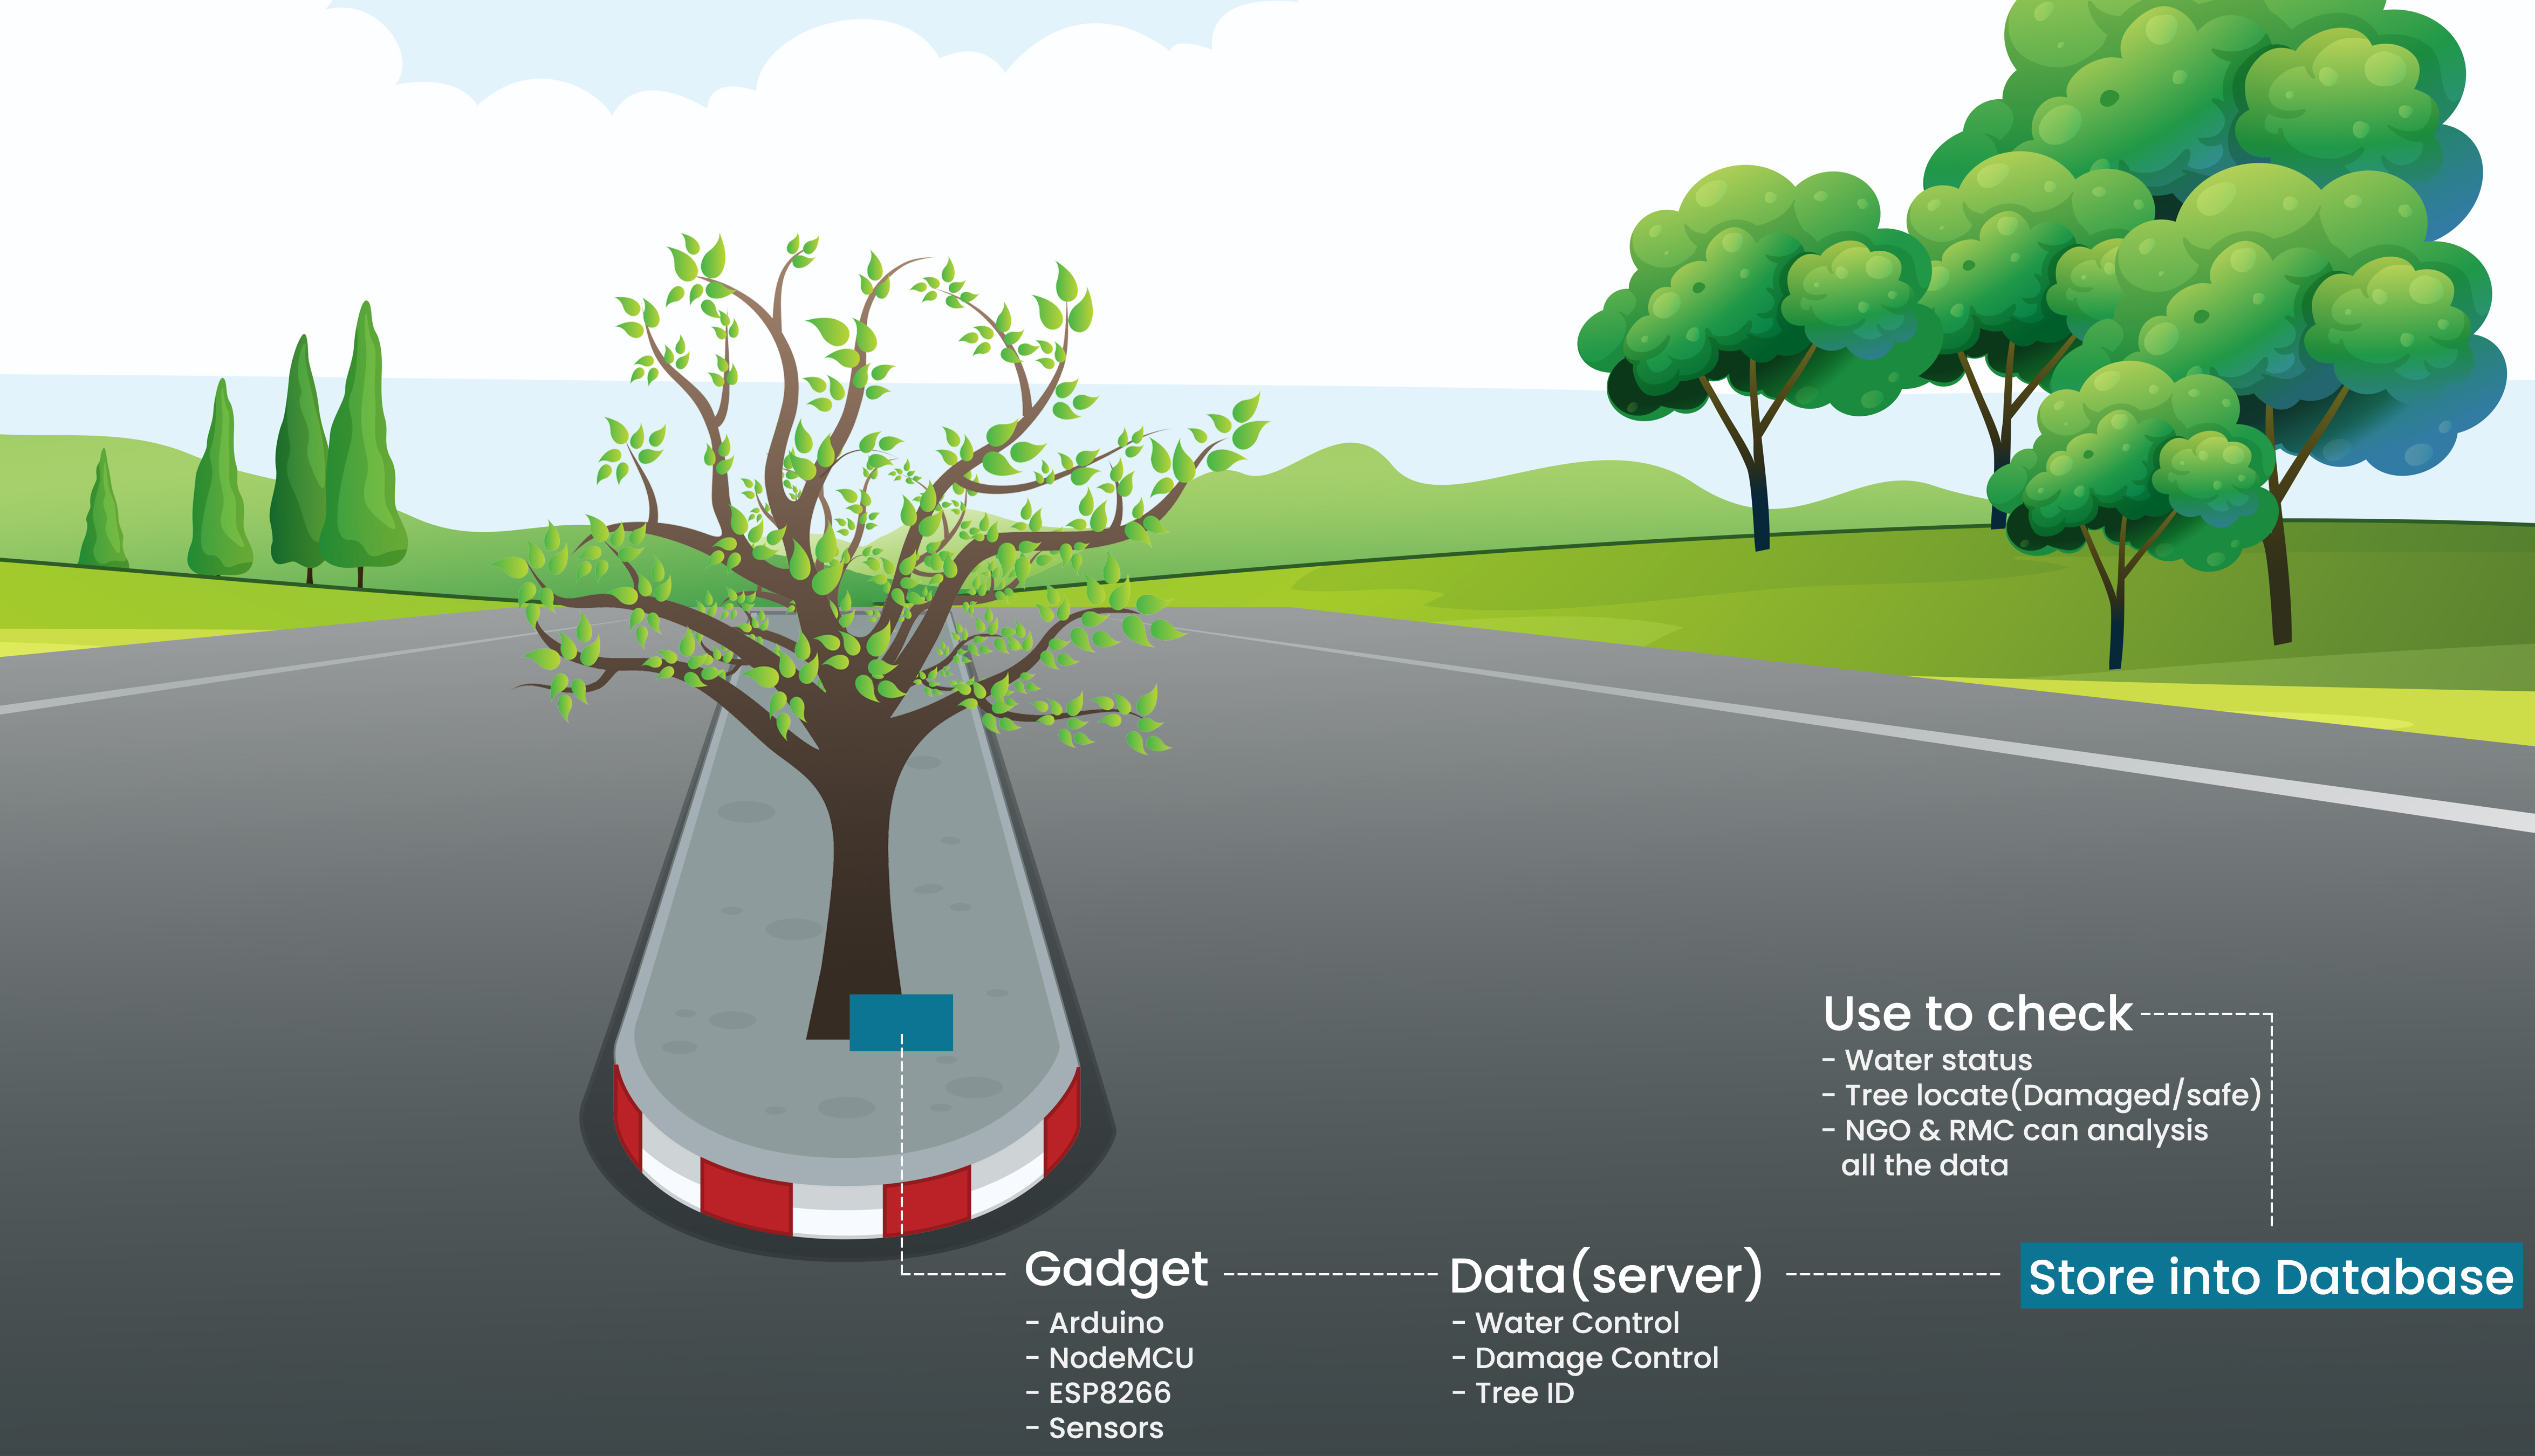 Use to check
- Water status
- Tree locate(Damaged/safe)
- NGO & RMC can analysis
all the data
Gadget
- Arduino
- NodeMCU
- ESP8266
- Sensors
Data(server)
- Water Control
- Damage Control
- Tree ID
Store into Database